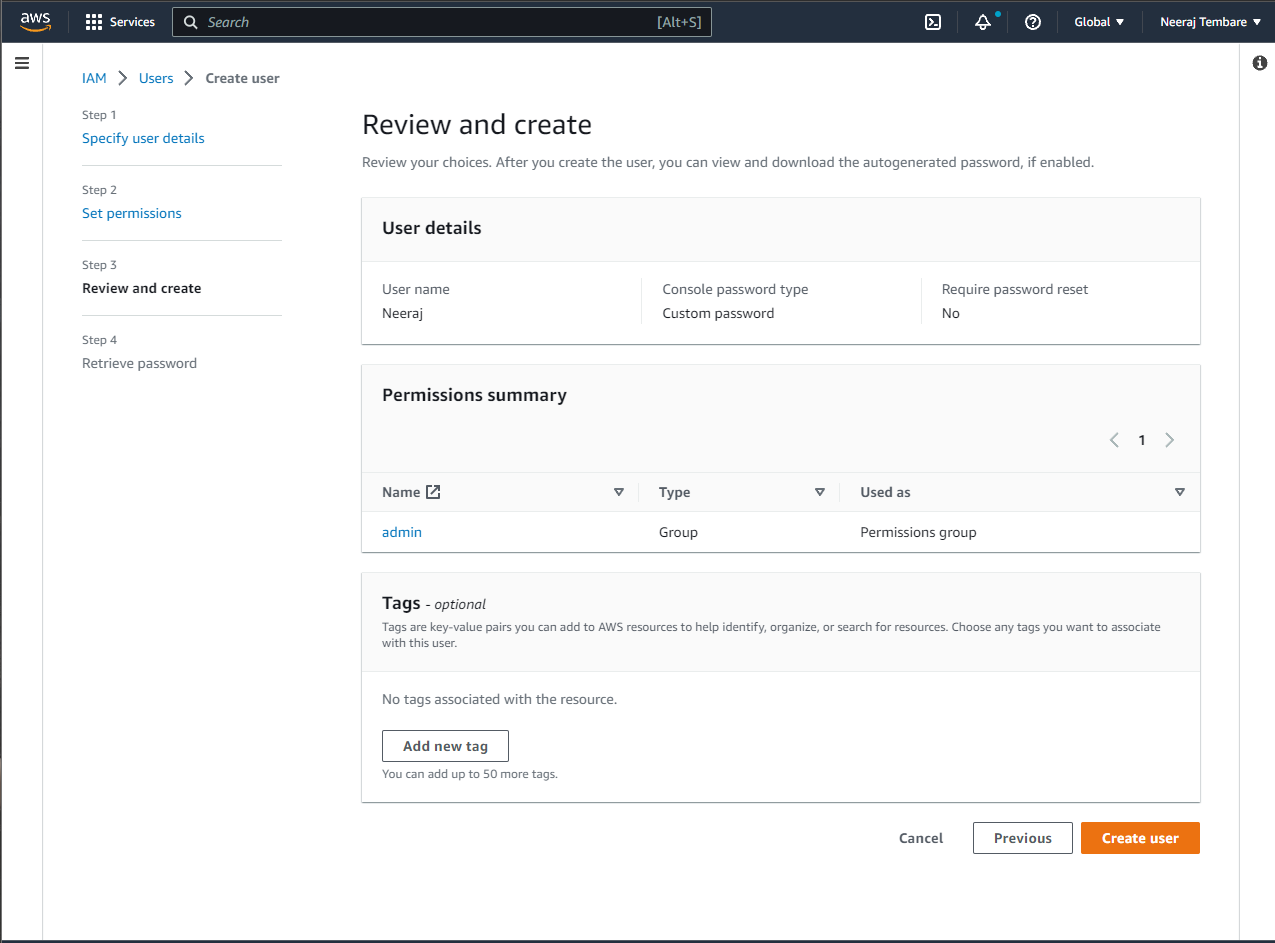 aws
Services
Search
[Alt+S]
Global
Neeraj Tembare
IAM
Users
Create user
Step 1
Specify user details
Step 2
Set permissions
Step 3
Review and create
Step 4
Retrieve password
Review and create
Review your choices. After you create the user, you can view and download the autogenerated password, if enabled.
User details
User name
Neeraj
Console password type
Custom password
Require password reset
No
Permissions summary
1
Name
Type
Used as
admin
Group
Permissions group
Tags - optional
Tags are key-value pairs you can add to AWS resources to help identify, organize, or search for resources. Choose any tags you want to associate
with this user.
No tags associated with the resource.
Add new tag
You can add up to 50 more tags.
Cancel
Previous
Create user